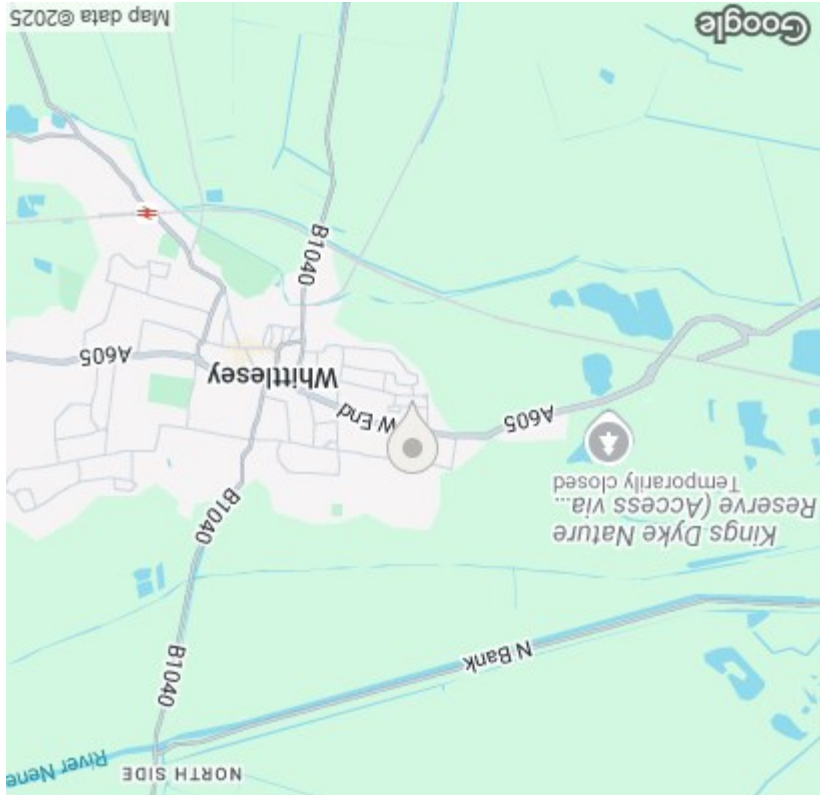 NORTH SIDE
River Nene
B1040
N Bank
Kings Dyke Nature
Reserve (Access via...
Temporarily closed
B1040
A605
W End
Whittlesey
A605
B1040
Google
Map data ©2025